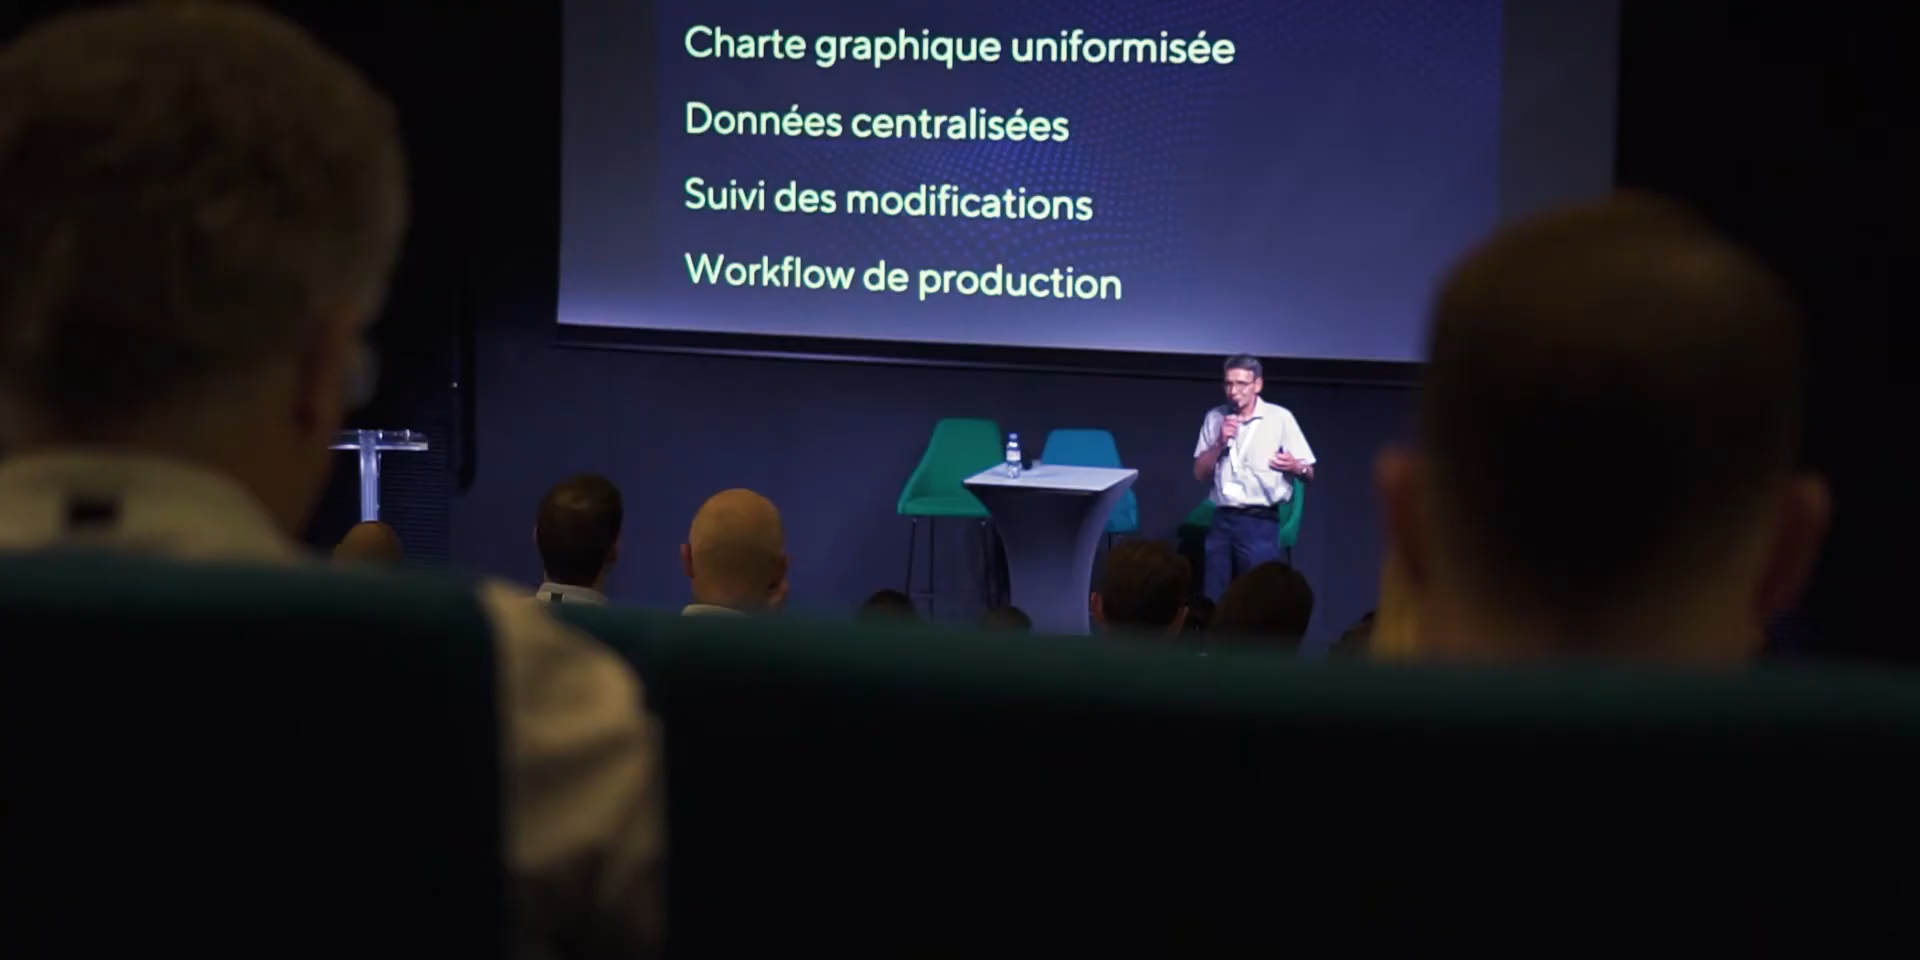 Charte graphique uniformisée
Données centralisées
Suivi des modifications
Workflow de production